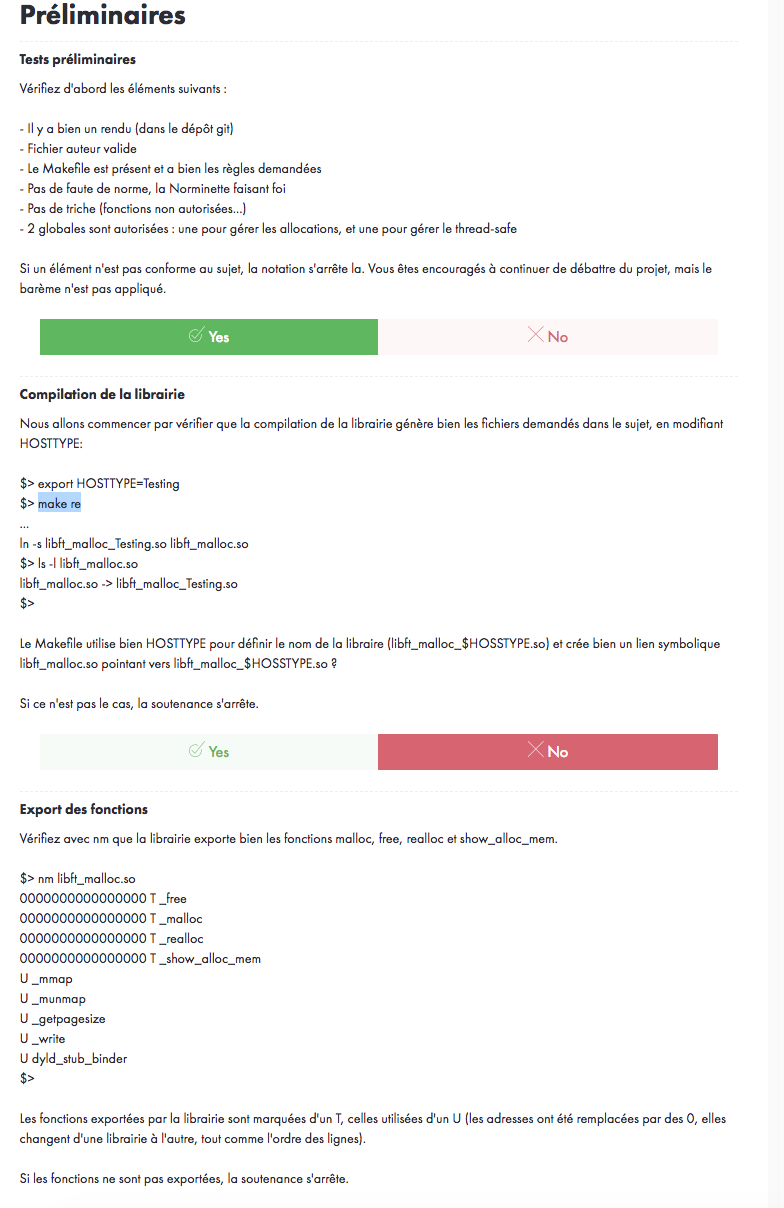 Préliminaires
Tests préliminaires
Vérifiez d'abord les éléments suivants :
- Il y a bien un rendu (dans le dépôt git)
- Fichier auteur valide
- Le Makefile est présent et a bien les règles demandées
- Pas de faute de norme, la Norminette faisant foi
- Pas de triche (fonctions non autorisées...)
- 2 globales sont autorisées : une pour gérer les allocations, et une pour gérer le thread-safe
Si un élément n'est pas conforme au sujet, la notation s'arrête la. Vous êtes encouragés à continuer de débattre du projet, mais le
barème n'est pas appliqué.
Yes No
Compilation de la librairie
Nous allons commencer par vérifier que la compilation de la librairie génère bien les fichiers demandés dans le sujet, en modifiant
HOSTTYPE:
$> export HOSTTYPE=Testing
$> make re
...
ln -s libft_malloc_Testing.so libft_malloc.so
$> ls -l libft_malloc.so
libft_malloc.so -> libft_malloc_Testing.so
$>
Le Makefile utilise bien HOSTTYPE pour définir le nom de la libraire (libft_malloc_$HOSSTYPE.so) et crée bien un lien symbolique
libft_malloc.so pointant vers libft_malloc_$HOSSTYPE.so ?
Si ce n'est pas le cas, la soutenance s'arrête.
Yes No
Export des fonctions
Vérifiez avec nm que la librairie exporte bien les fonctions malloc, free, realloc et show_alloc_mem.
$> nm libft_malloc.so
0000000000000000 T _free
0000000000000000 T _malloc
0000000000000000 T _realloc
0000000000000000 T _show_alloc_mem
U _mmap
U _munmap
U _getpagesize
U _write
U dyld_stub_binder
$>
Les fonctions exportées par la librairie sont marquées d'un T, celles utilisées d'un U (les adresses ont été remplacées par des 0, elles
changent d'une librairie à l'autre, tout comme l'ordre des lignes).
Si les fonctions ne sont pas exportées, la soutenance s'arrête.